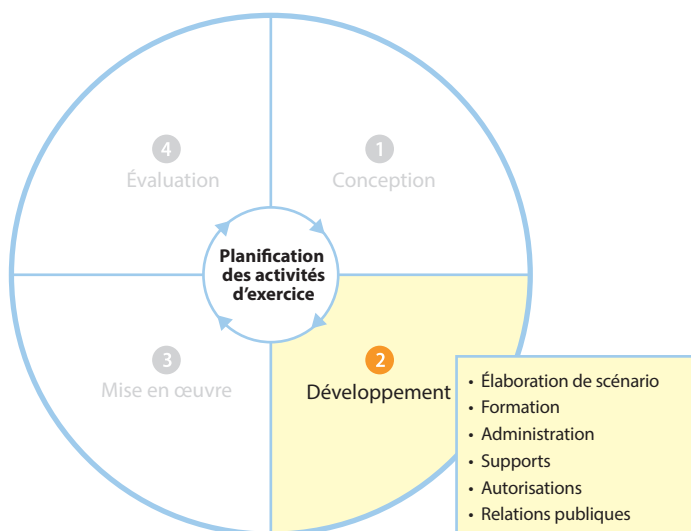 4
Évaluation
1
Conception
Planification
des activités
d'exercice
3
Mise en œuvre
2
Développement
• Élaboration de scénario
• Formation
• Administration
• Supports
• Autorisations
• Relations publiques